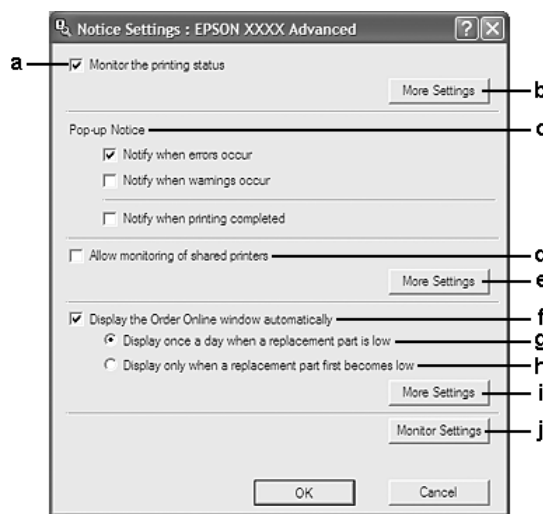 Notice Settings : EPSON XXXX Advanced
a
Monitor the printing status
More Settings
b
Pop-up Notice
c
Notify when errors occur
Notify when warnings occur
Notify when printing completed
Allow monitoring of shared printers
d
More Settings
e
Display the Order Online window automatically
f
Display once a day when a replacement part is low
g
Display only when a replacement part first becomes low
h
More Settings
i
Monitor Settings
j
OK
Cancel